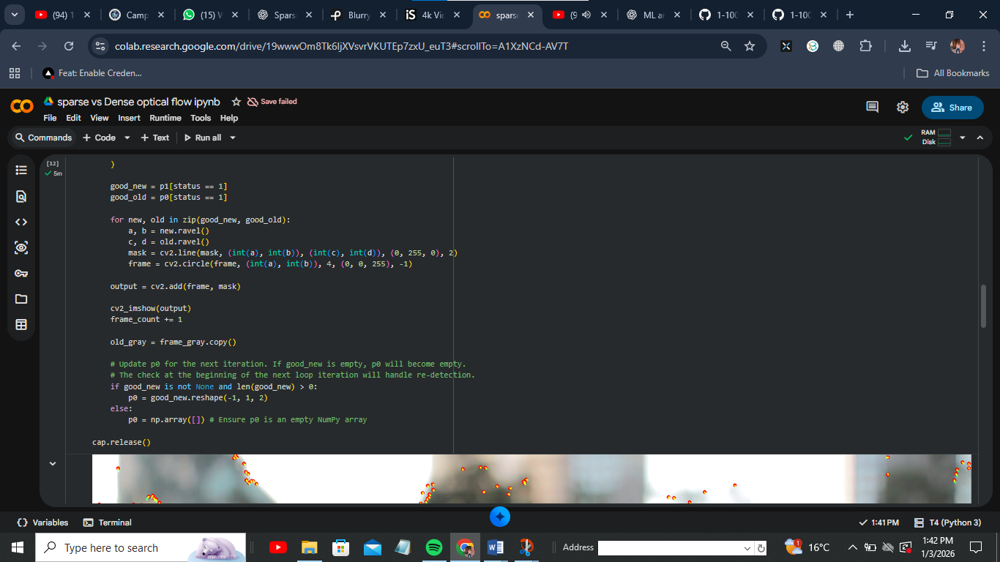 (94) 1
Camp
(15) W
Spars
Blurry
4k Vic
sparse
(9
ML ar
1-100
1-100
colab.research.google.com/drive/19wwwOm8Tk6ljXVsvrVKUTEp7zxU_euT3#scrollTo=A1XzNCd-AV7T
Feat: Enable Creden...
All Bookmarks
sparse vs Dense optical flow ipynb
Save failed
File Edit View Insert Runtime Tools Help
Share
Commands + Code + Text Run all
RAM
Disk
[12]
5m
)
good_new = p1[status == 1]
good_old = p0[status == 1]
for new, old in zip(good_new, good_old):
a, b = new.ravel()
c, d = old.ravel()
mask = cv2.line(mask, (int(a), int(b)), (int(c), int(d)), (0, 255, 0), 2)
frame = cv2.circle(frame, (int(a), int(b)), 4, (0, 0, 255), -1)
output = cv2.add(frame, mask)
cv2_imshow(output)
frame_count += 1
old_gray = frame_gray.copy()
# Update p0 for the next iteration. If good_new is empty, p0 will become empty.
# The check at the beginning of the next loop iteration will handle re-detection.
if good_new is not None and len(good_new) > 0:
p0 = good_new.reshape(-1, 1, 2)
else:
p0 = np.array([]) # Ensure p0 is an empty NumPy array
cap.release()
Variables
Terminal
1:41 PM
T4 (Python 3)
Type here to search
Address
1
16°C
1:42 PM
1/3/2026